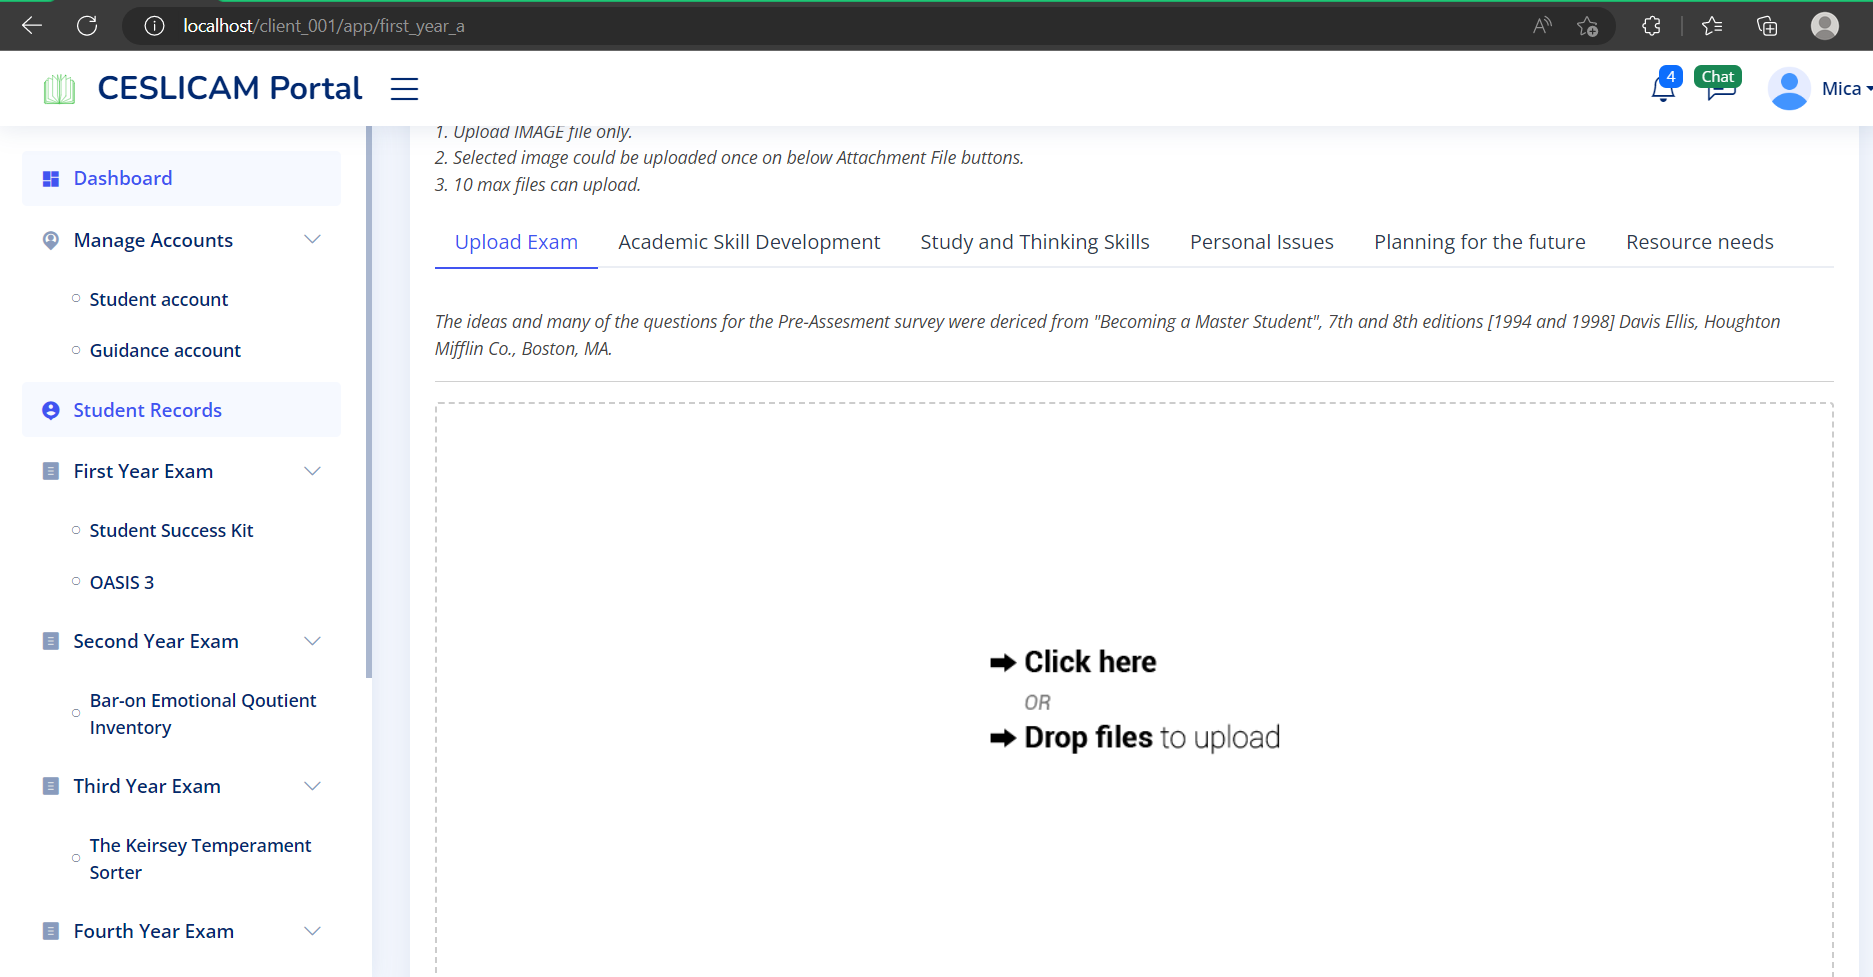 localhost/client_001/app/first_year_a
CESLICAM Portal
4
Chat
Mica
Dashboard
Manage Accounts
Student account
Guidance account
Student Records
First Year Exam
Student Success Kit
OASIS 3
Second Year Exam
Bar-on Emotional Qoutient
Inventory
Third Year Exam
The Keirsey Temperament
Sorter
Fourth Year Exam
1. Upload IMAGE file only.
2. Selected image could be uploaded once on below Attachment File buttons.
3. 10 max files can upload.
Upload Exam Academic Skill Development Study and Thinking Skills Personal Issues Planning for the future Resource needs
The ideas and many of the questions for the Pre-Assesment survey were dericed from "Becoming a Master Student", 7th and 8th editions [1994 and 1998] Davis Ellis, Houghton
Mifflin Co., Boston, MA.
Click here
OR
Drop files to upload